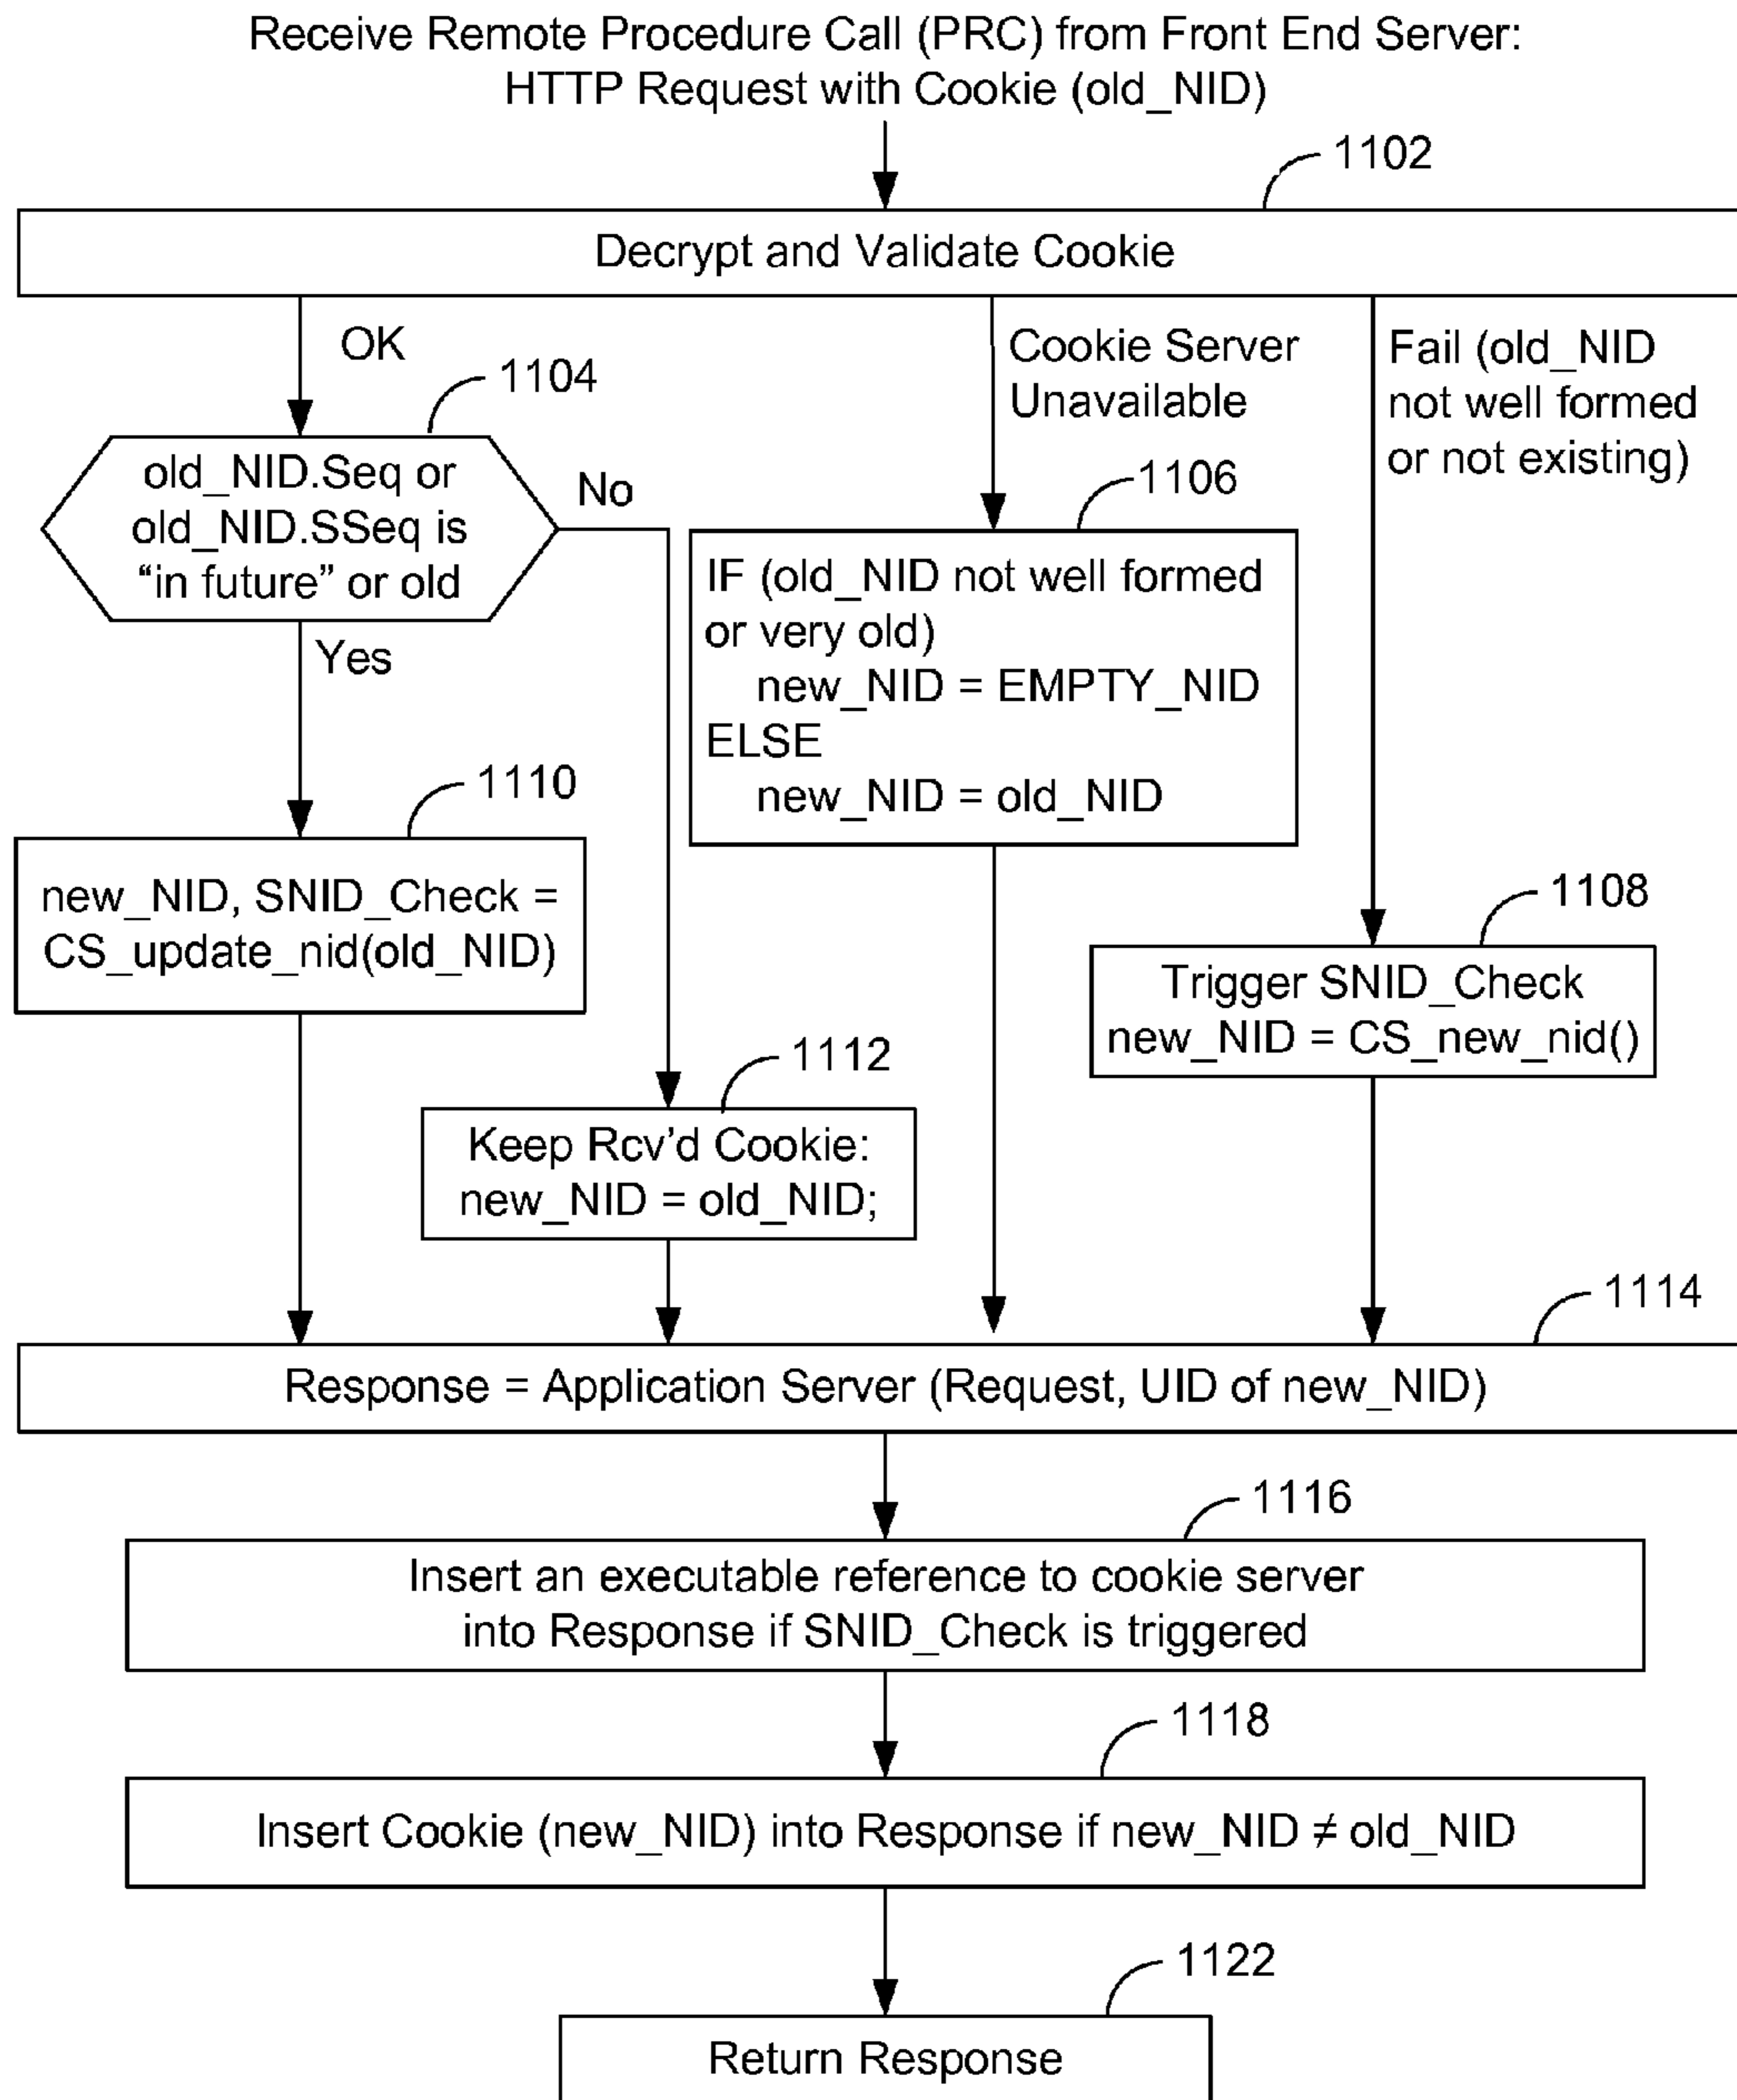 Receive Remote Procedure Call (PRC) from Front End Server:
HTTP Request with Cookie (old_NID)
1102
Decrypt and Validate Cookie
OK
Cookie Server
Unavailable
Fail (old_NID
not well formed
or not existing)
1104
old_NID.Seq or
old_NID.SSeq is
“in future” or old
No
Yes
1106
IF (old_NID not well formed
or very old)
new_NID = EMPTY_NID
ELSE
new_NID = old_NID
1110
new_NID, SNID_Check =
CS_update_nid(old_NID)
1108
Trigger SNID_Check
new_NID = CS_new_nid()
1112
Keep Rcv’d Cookie:
new_NID = old_NID;
1114
Response = Application Server (Request, UID of new_NID)
1116
Insert an executable reference to cookie server
into Response if SNID_Check is triggered
1118
Insert Cookie (new_NID) into Response if new_NID ≠ old_NID
1122
Return Response